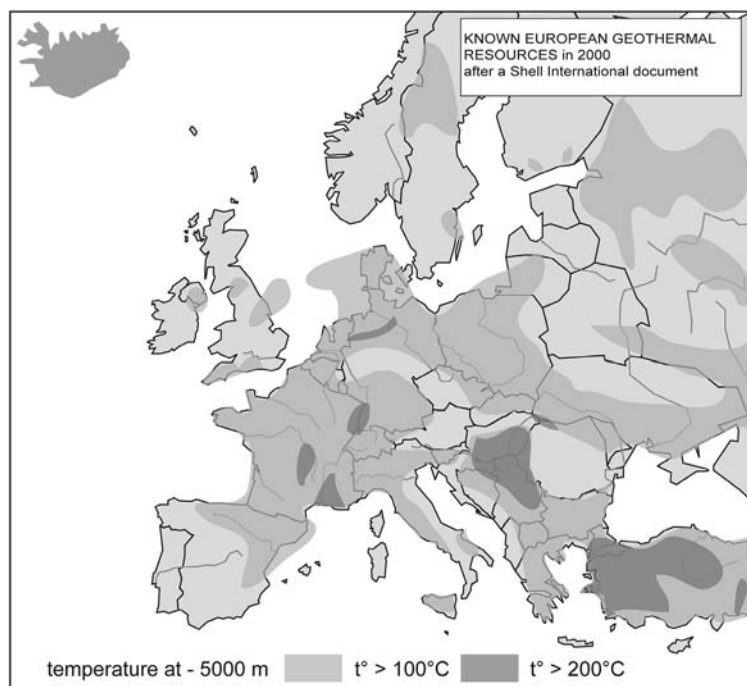 KNOWN EUROPEAN GEOTHERMAL
RESOURCES in 2000
after a Shell International document
temperature at - 5000 m t° > 100°C t° > 200°C